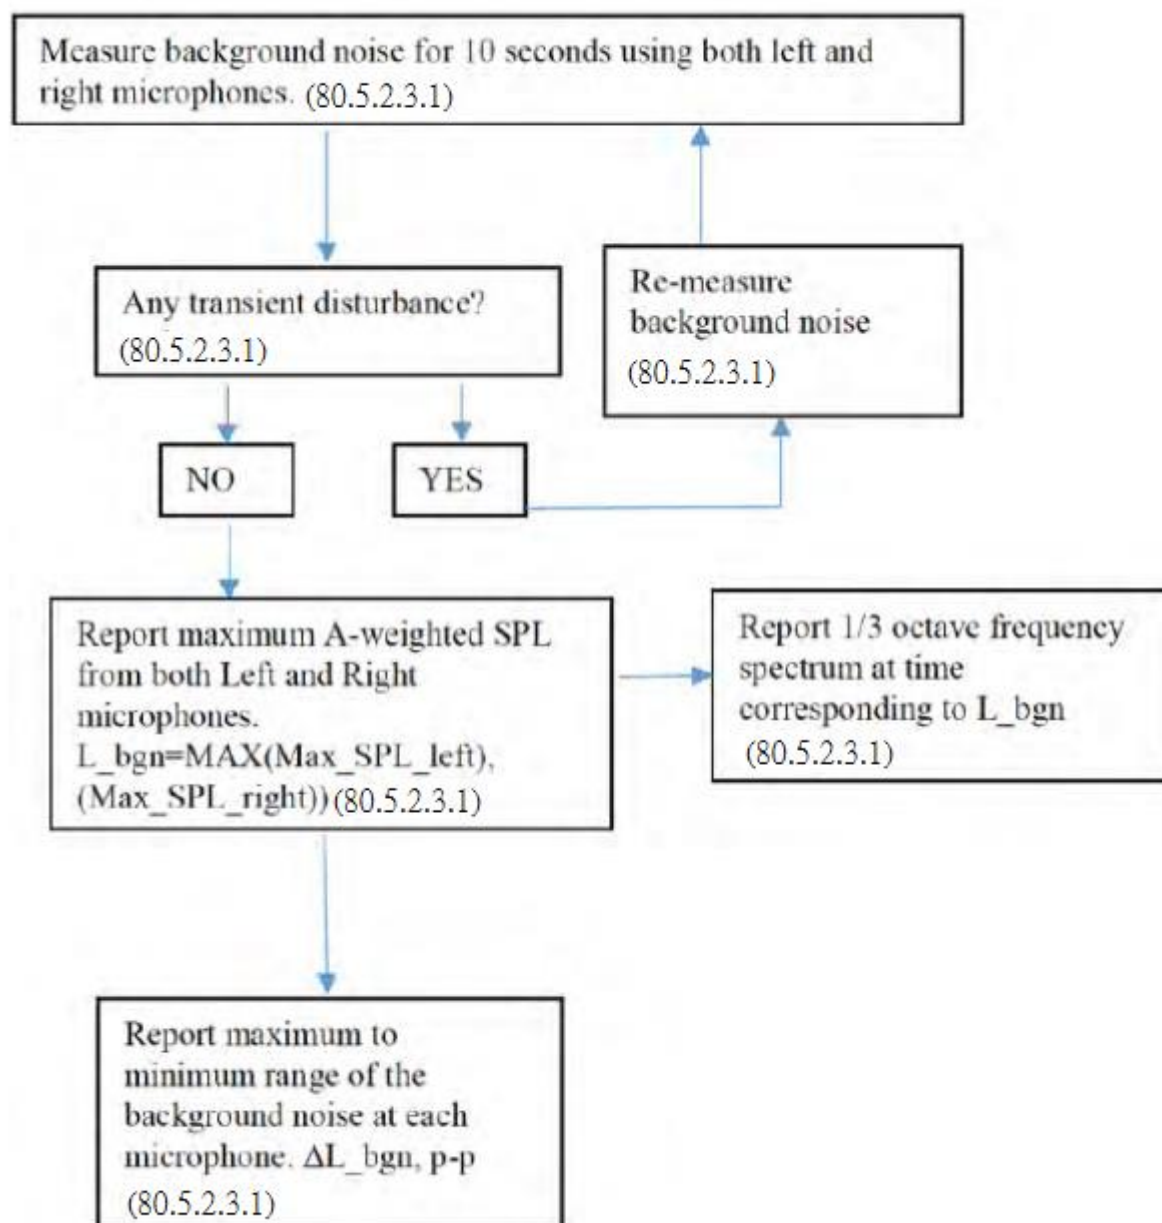 Measure background noise for 10 seconds using both left and
right microphones. (80.5.2.3.1)
Any transient disturbance?
(80.5.2.3.1)
Re-measure
background noise
(80.5.2.3.1)
NO
YES
Report maximum A-weighted SPL
from both Left and Right
microphones.
L_bgn=MAX(Max_SPL_left),
(Max_SPL_right)) (80.5.2.3.1)
Report 1/3 octave frequency
spectrum at time
corresponding to L_bgn
(80.5.2.3.1)
Report maximum to
minimum range of the
background noise at each
microphone. ΔL_bgn, p-p
(80.5.2.3.1)